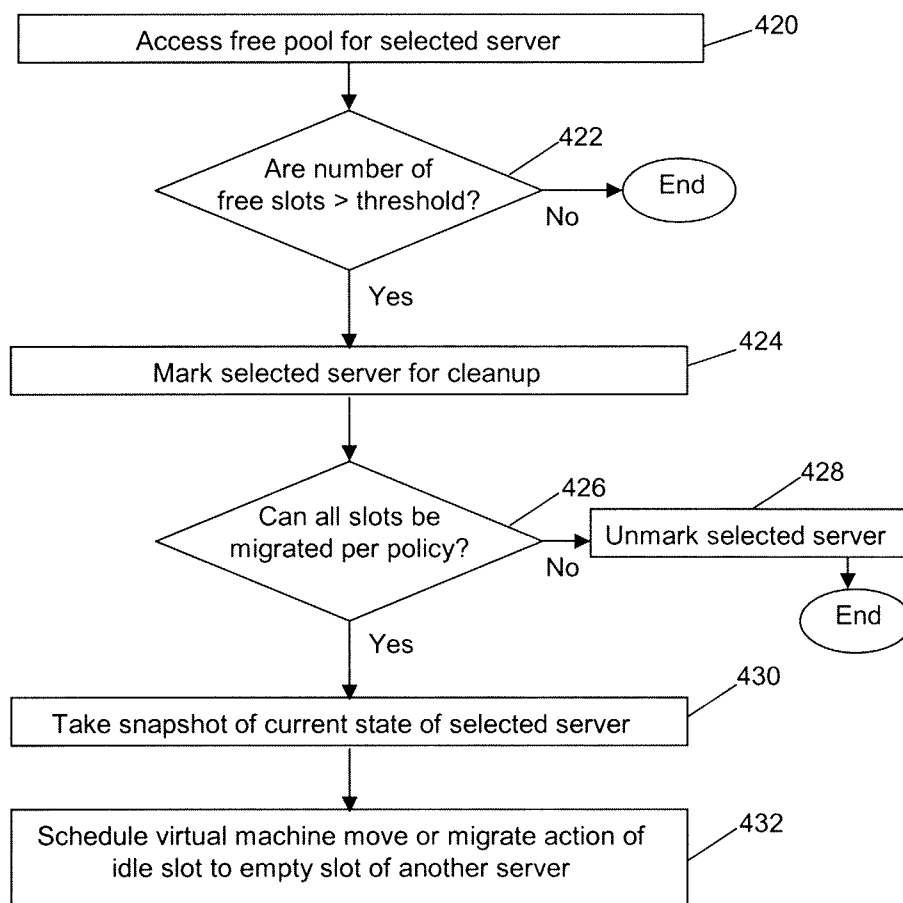 Access free pool for selected server
420
Are number of
free slots > threshold?
422
No
End
Yes
Mark selected server for cleanup
424
Can all slots be
migrated per policy?
426
No
428
Unmark selected server
End
Yes
430
Take snapshot of current state of selected server
Schedule virtual machine move or migrate action of
idle slot to empty slot of another server
432